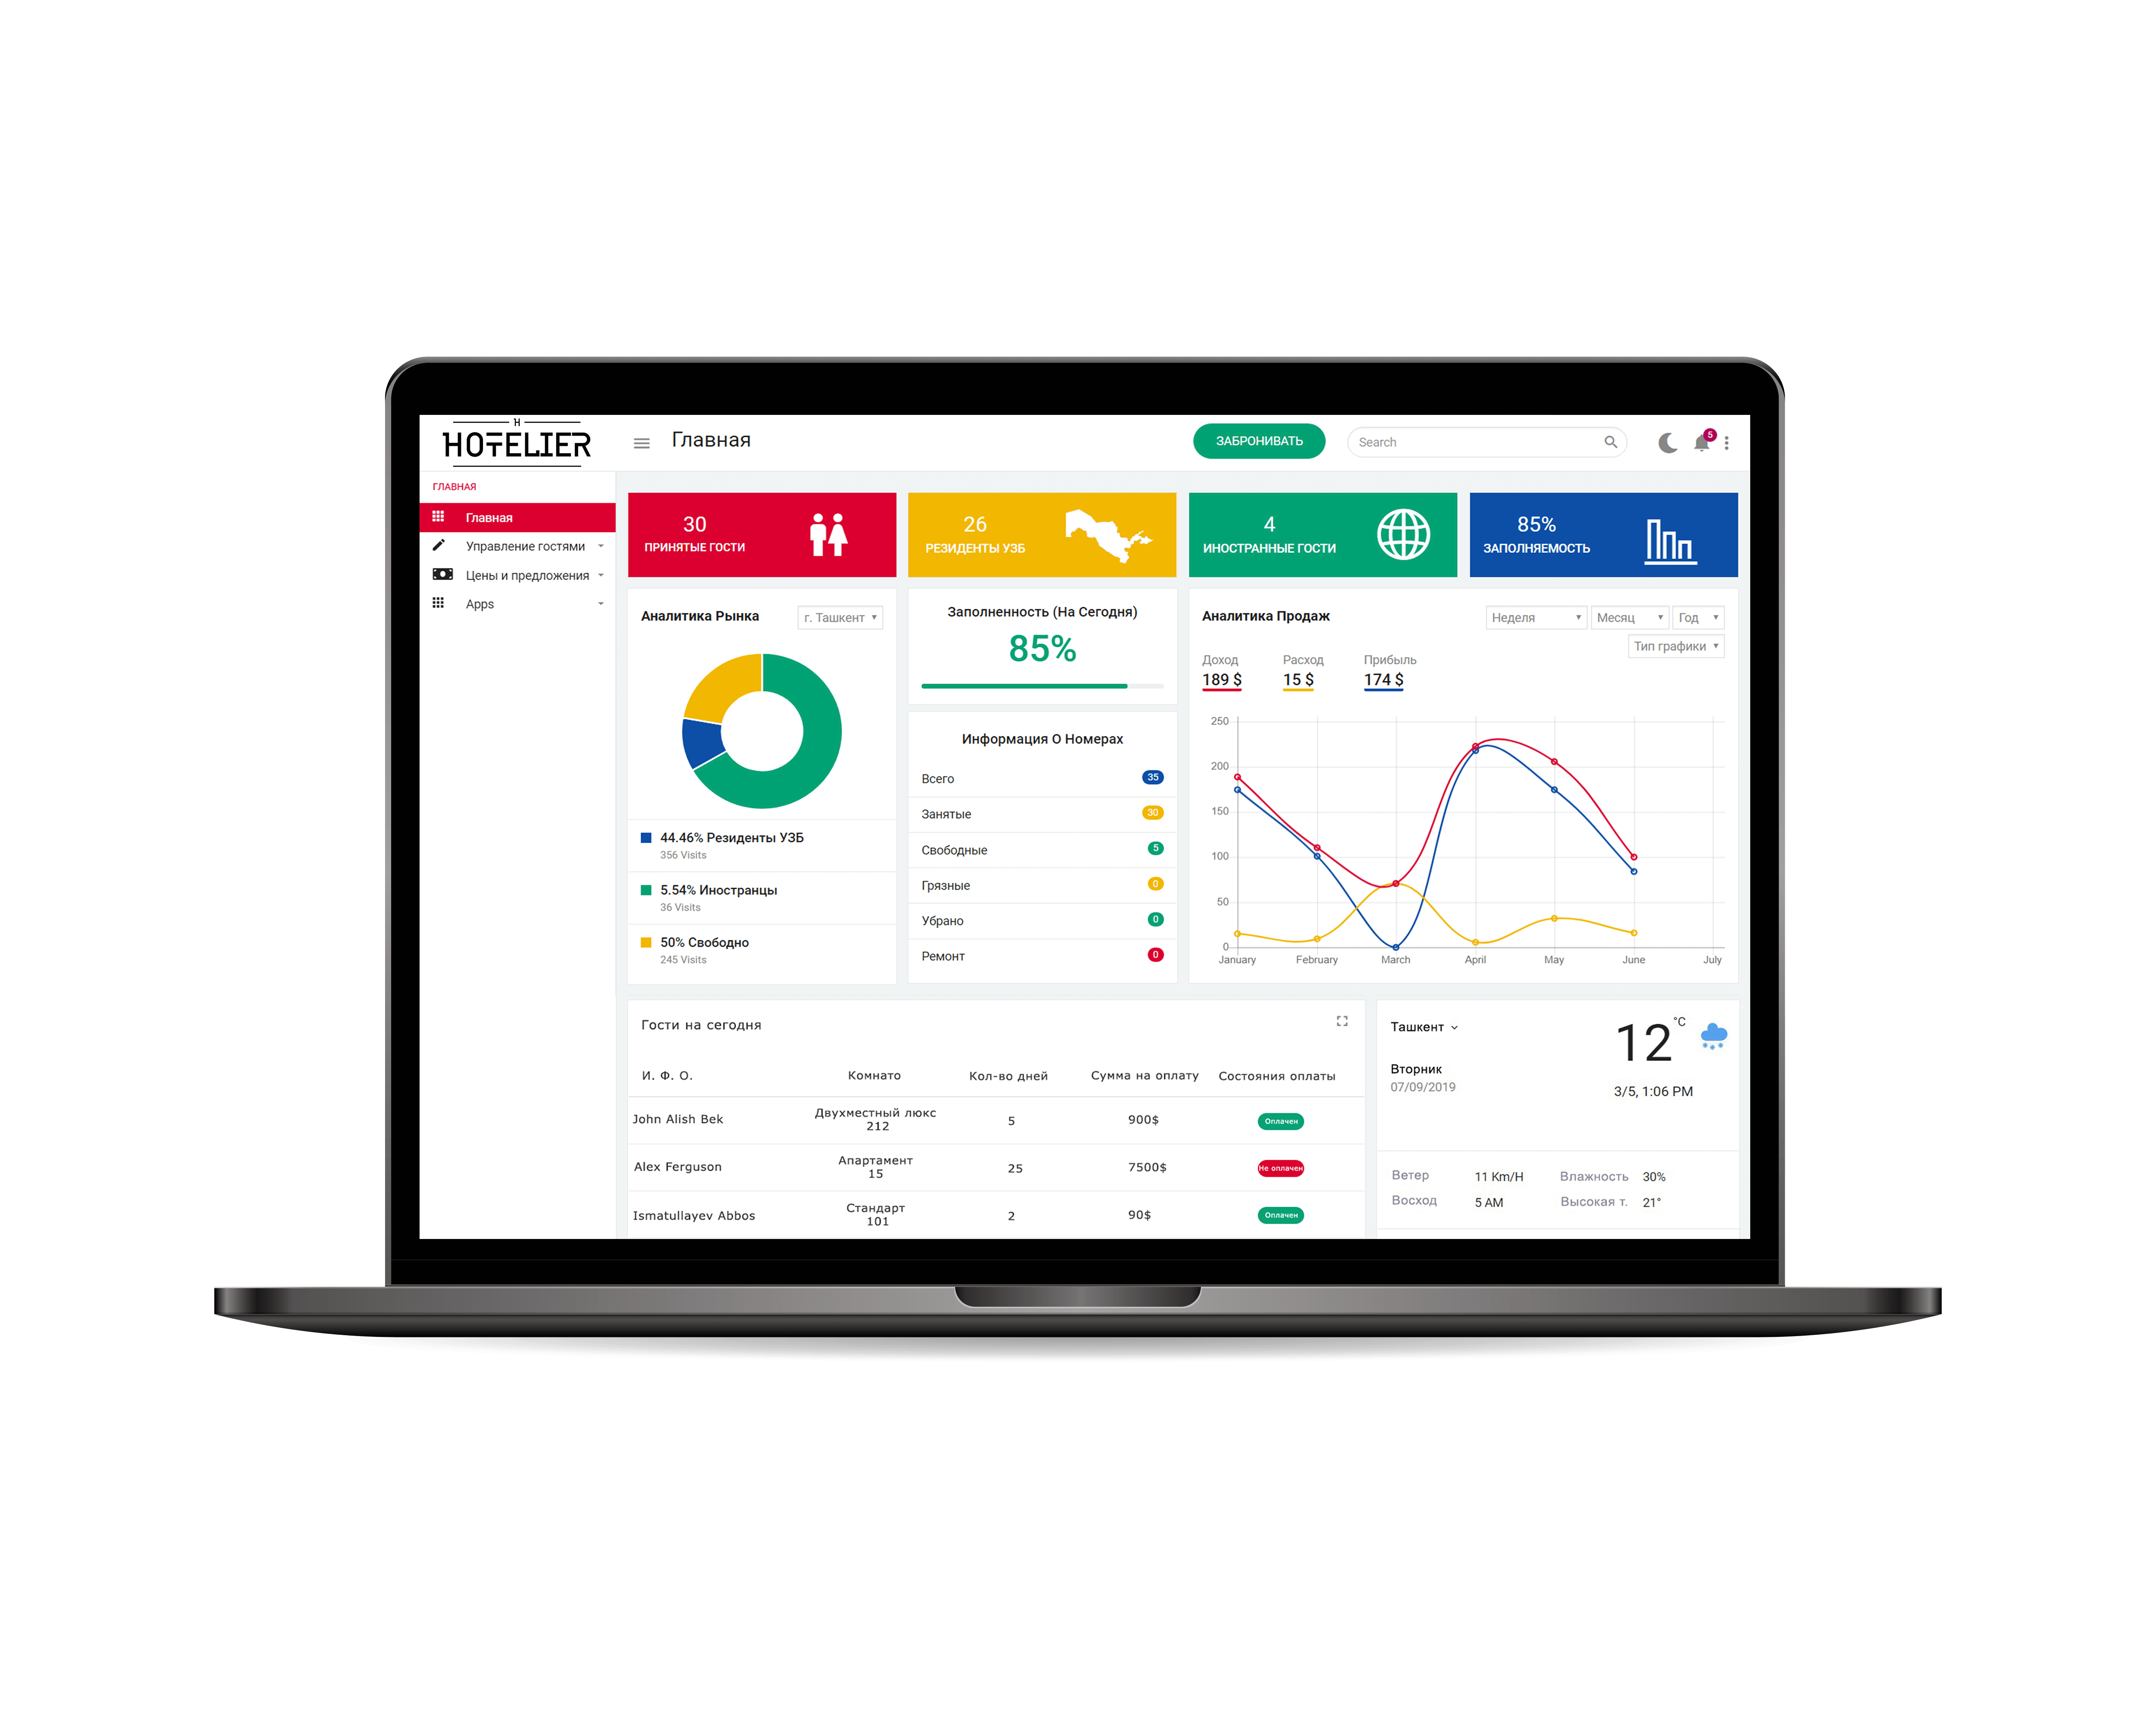 H
HOTELIER
Главная
ЗАБРОНИВАТЬ
Search
5
ГЛАВНАЯ
Главная
Управление гостями
Цены и предложения
Apps
30
ПРИНЯТЫЕ ГОСТИ
26
РЕЗИДЕНТЫ УЗБ
4
ИНОСТРАННЫЕ ГОСТИ
85%
ЗАПОЛНЯЕМОСТЬ
Аналитика Рынка
г. Ташкент
44.46% Резиденты УЗБ
356 Visits
5.54% Иностранцы
36 Visits
50% Свободно
245 Visits
Заполненность (На Сегодня)
85%
Информация О Номерах
Всего 35
Занятые 30
Свободные 5
Грязные 0
Убрано 0
Ремонт 0
Аналитика Продаж
Неделя Месяц Год
Тип графики
Доход Расход Прибыль
189 $ 15 $ 174 $
250
200
150
100
50
0
January February March April May June July
Гости на сегодня
И. Ф. О. Комнато Кол-во дней Сумма на оплату Состояния оплаты
John Alish Bek Двухместный люкс 212 5 900$ Оплачен
Alex Ferguson Апартамент 15 25 7500$ Не оплачен
Ismatullayev Abbos Стандарт 101 2 90$ Оплачен
Ташкент
12 °C
Вторник
07/09/2019
3/5, 1:06 PM
Ветер 11 Km/H Влажность 30%
Восход 5 AM Высокая т. 21°